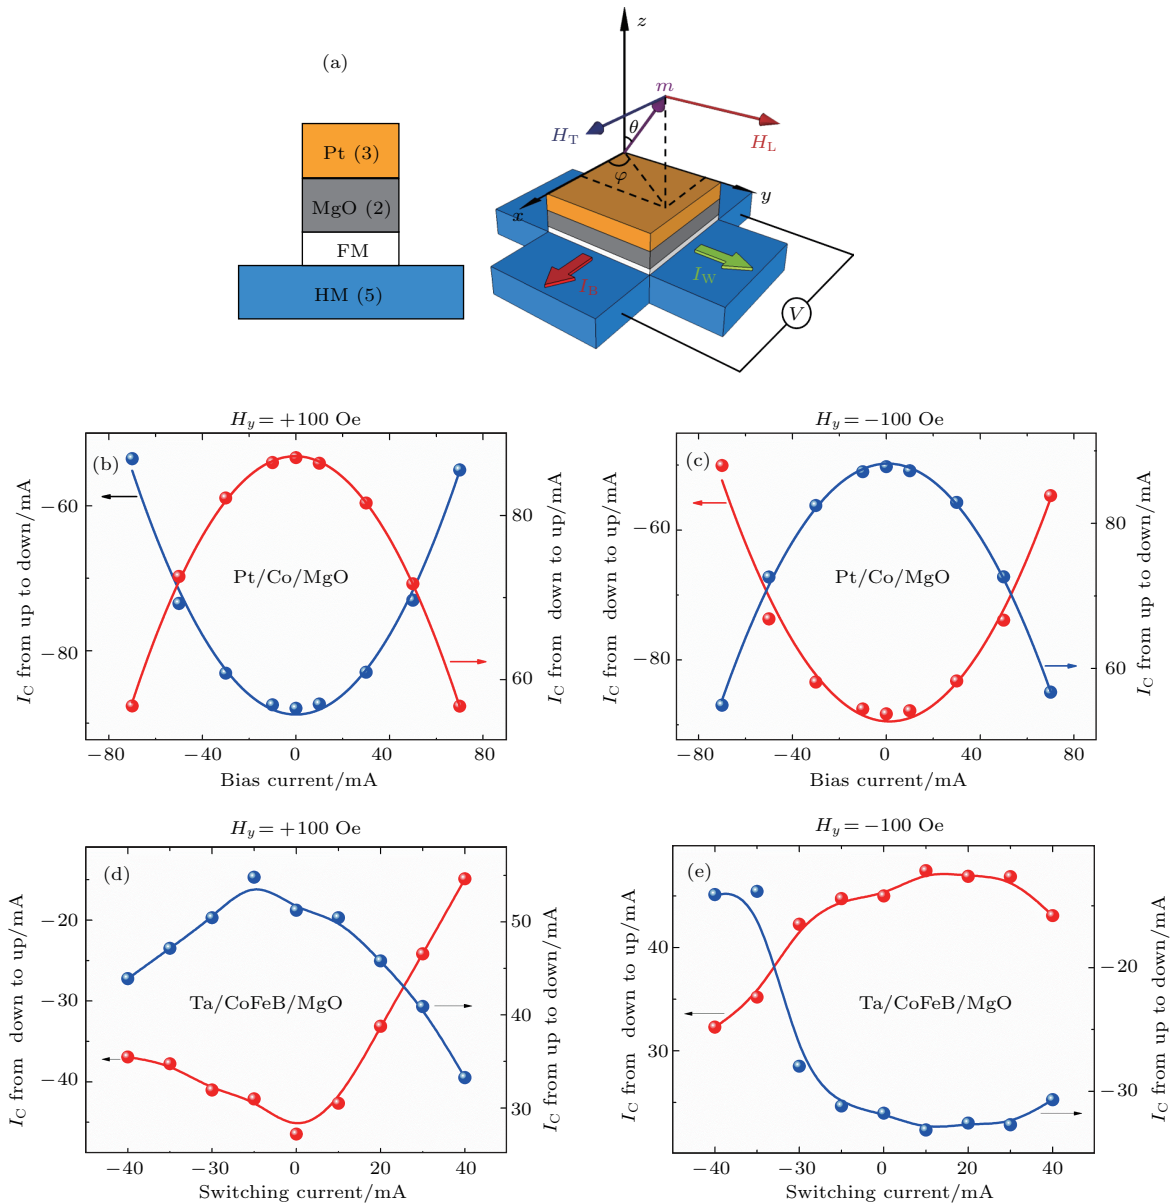 (a)
Pt (3)
MgO (2)
FM
HM (5)
z
m
θ
H_T
H_L
φ
x
y
I_B
I_W
V
H_y = +100 Oe
(b)
I_C from up to down/mA
−60
−80
Pt/Co/MgO
80
60
I_C from down to up/mA
−80 −40 0 40 80
Bias current/mA
H_y = −100 Oe
(c)
I_C from down to up/mA
−60
−80
Pt/Co/MgO
80
60
I_C from up to down/mA
−80 −40 0 40 80
Bias current/mA
H_y = +100 Oe
(d)
I_C from down to up/mA
−20
−30
−40
Ta/CoFeB/MgO
50
40
30
I_C from up to down/mA
−40 −20 0 20 40
Switching current/mA
H_y = −100 Oe
(e)
I_C from down to up/mA
45
40
30
Ta/CoFeB/MgO
−20
−30
I_C from up to down/mA
−40 −20 0 20 40
Switching current/mA